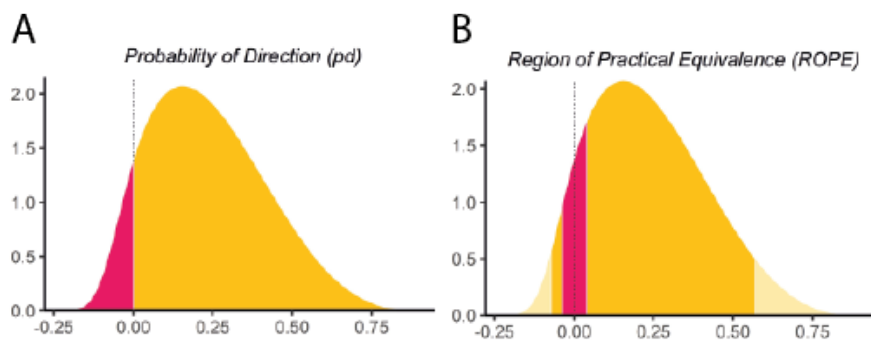 A
Probability of Direction (pd)
2.0
1.5
1.0
0.5
0.0
-0.25 0.00 0.25 0.50 0.75
B
Region of Practical Equivalence (ROPE)
2.0
1.5
1.0
0.5
0.0
-0.25 0.00 0.25 0.50 0.75